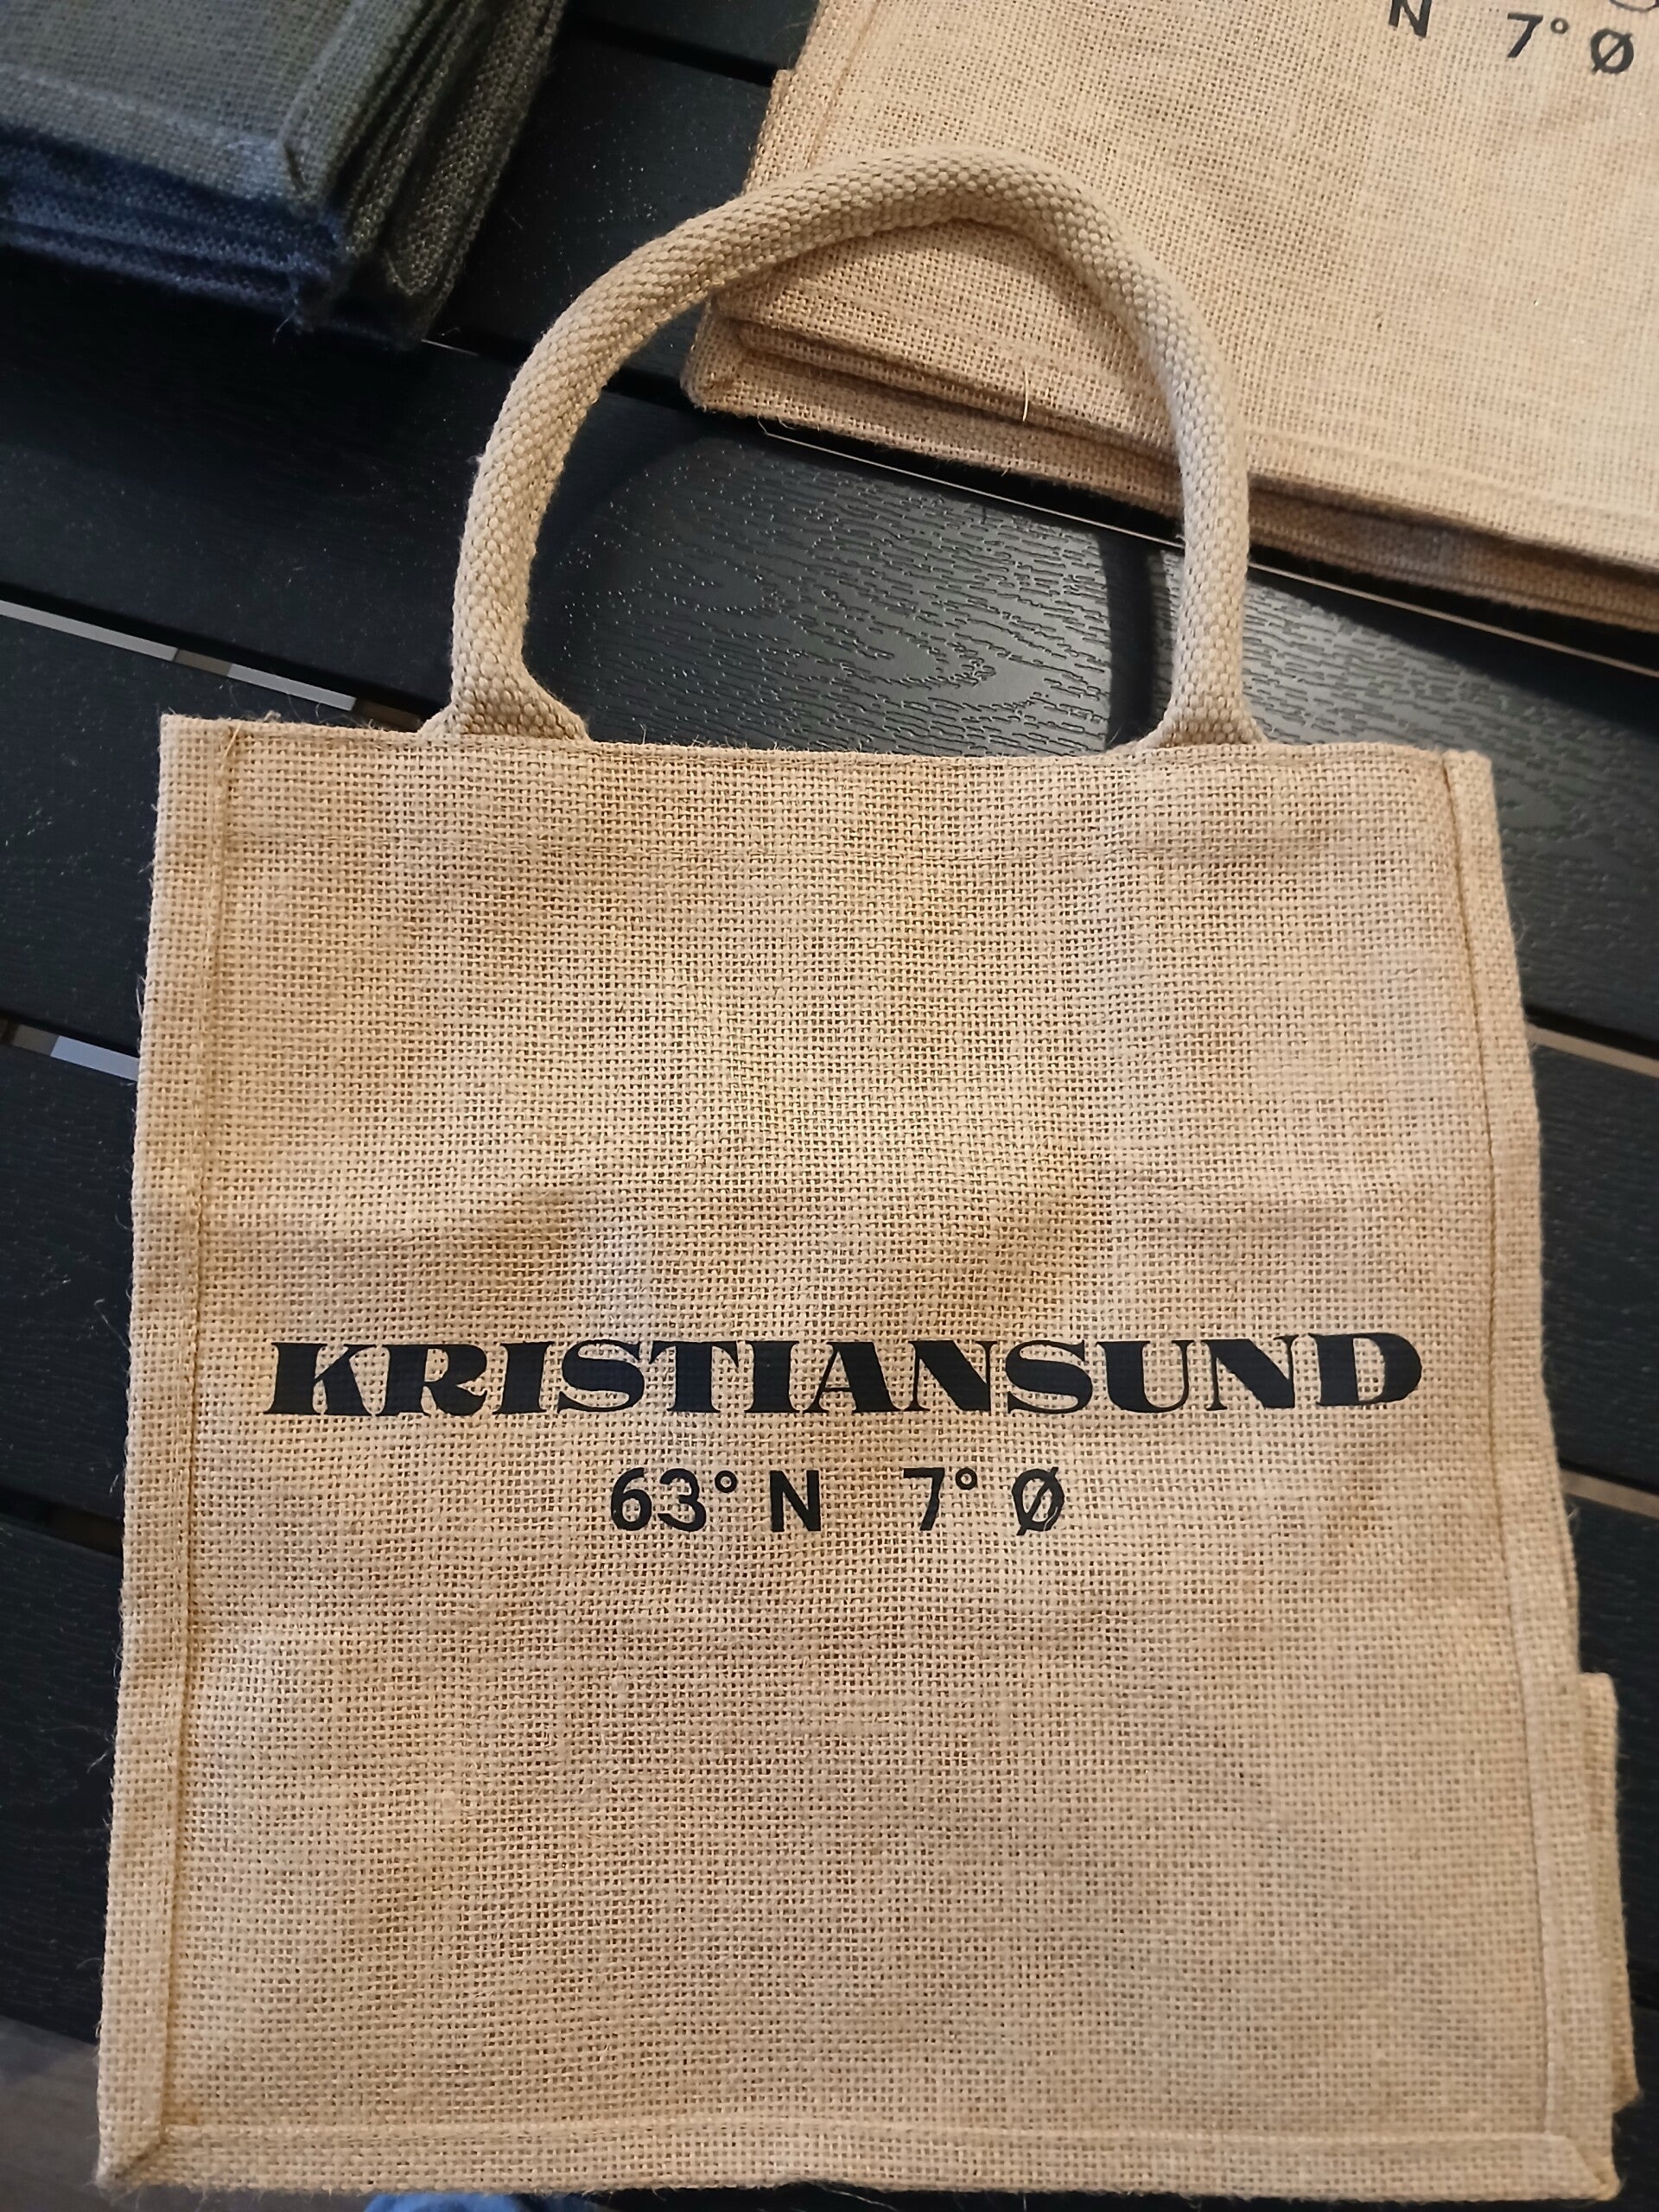 N 7° Ø
KRISTIANSUND
63° N 7° Ø